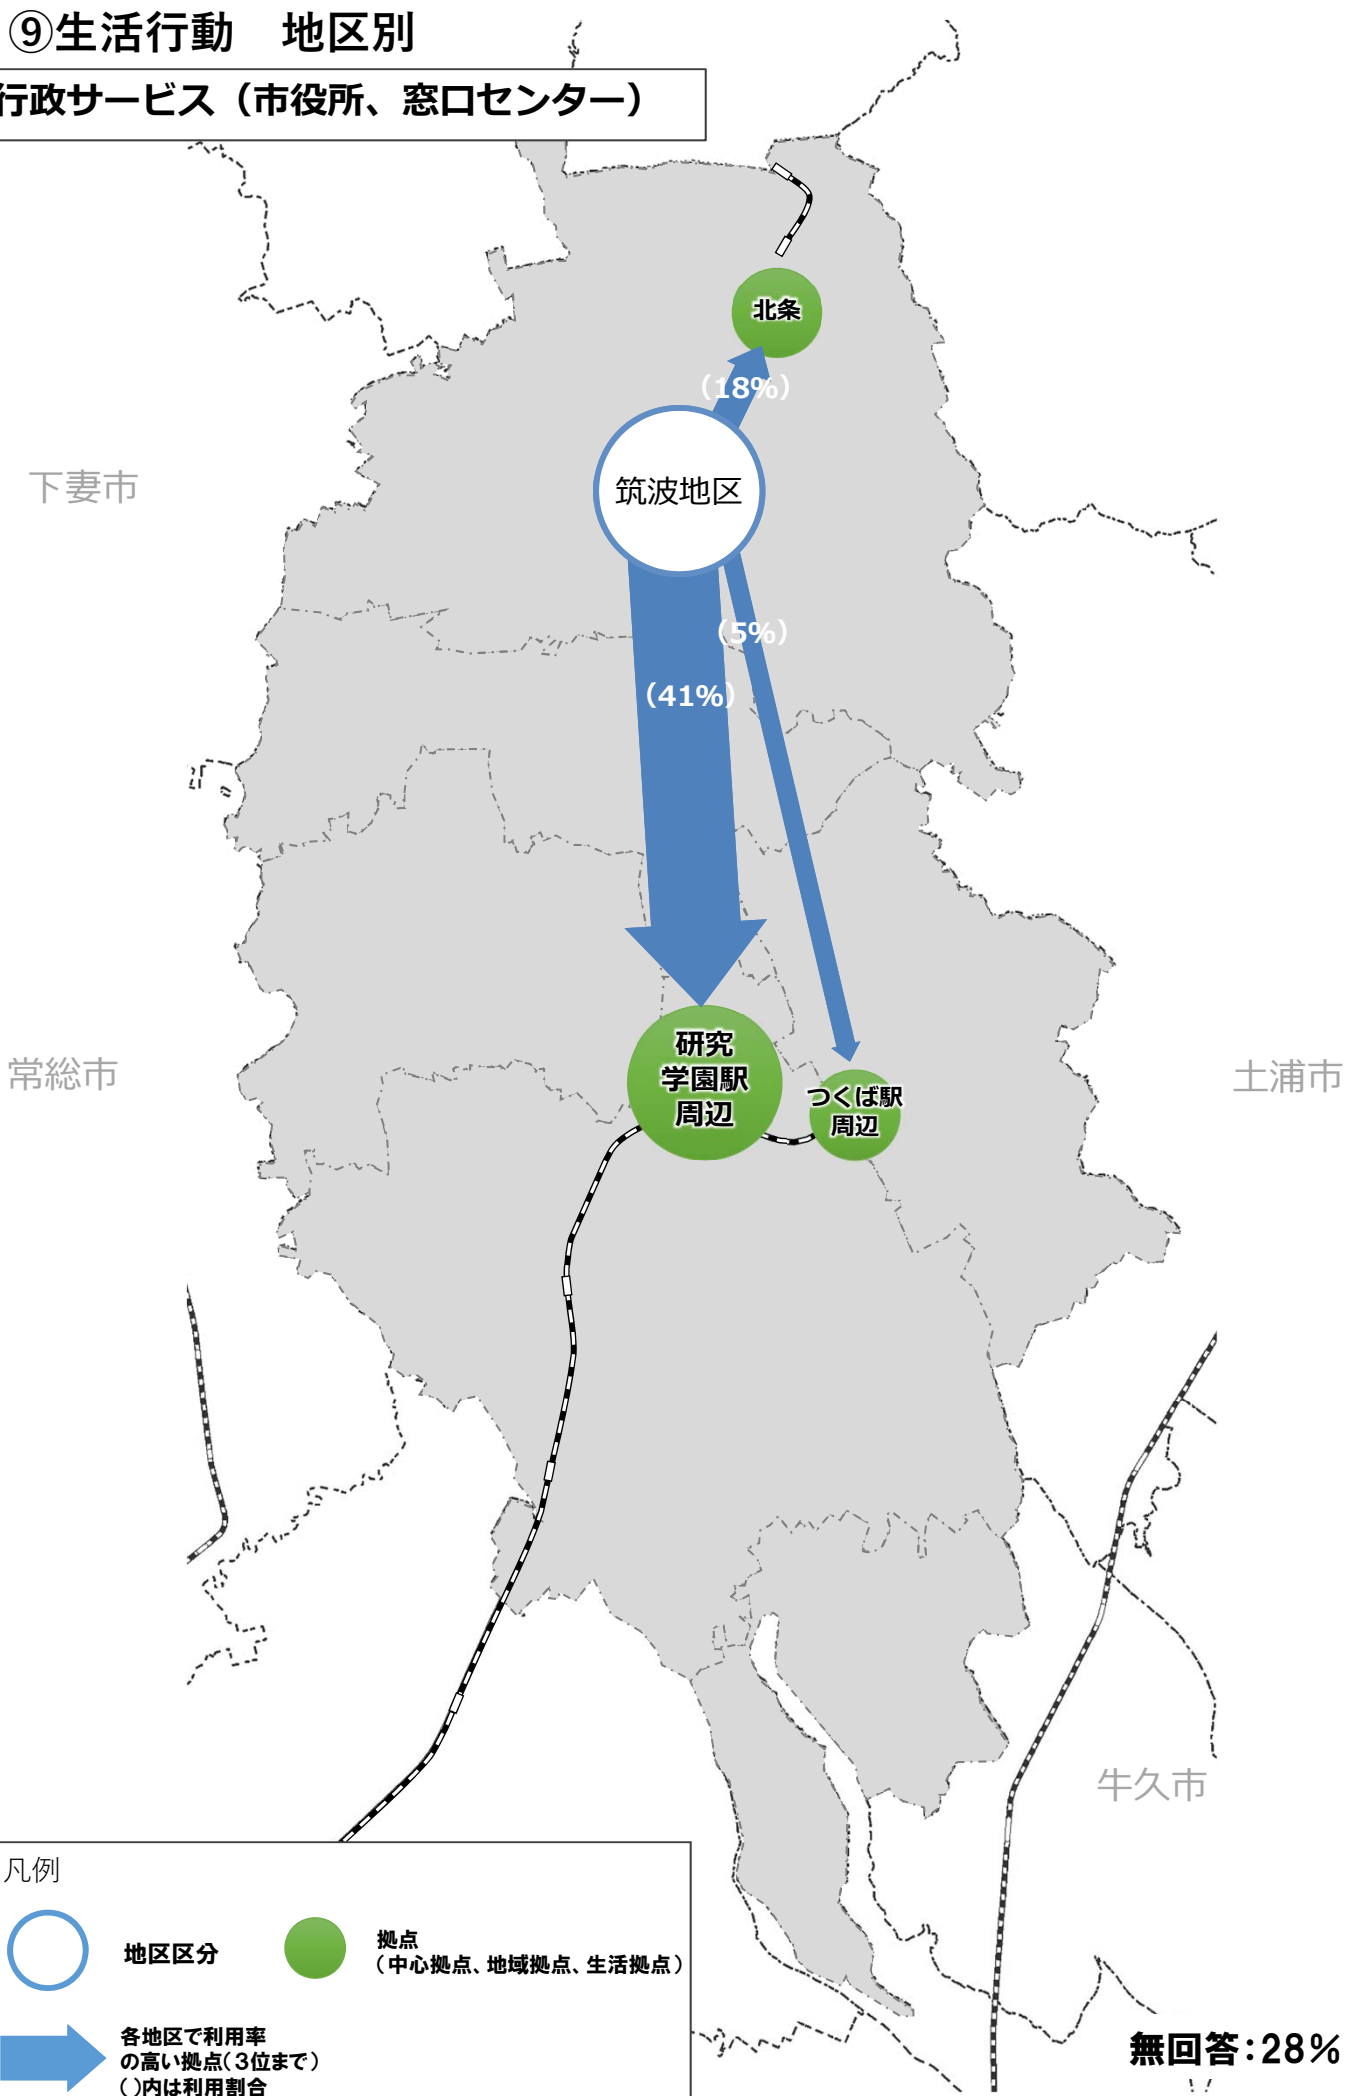 ⑨生活行動　地区別
行政サービス（市役所、窓口センター）
北条
（18%）
下妻市
筑波地区
（5%）
（41%）
研究
学園駅
周辺
つくば駅
周辺
常総市
土浦市
牛久市
凡例
地区区分
拠点
（中心拠点、地域拠点、生活拠点）
各地区で利用率
の高い拠点（３位まで）
（ ）内は利用割合
無回答：28％